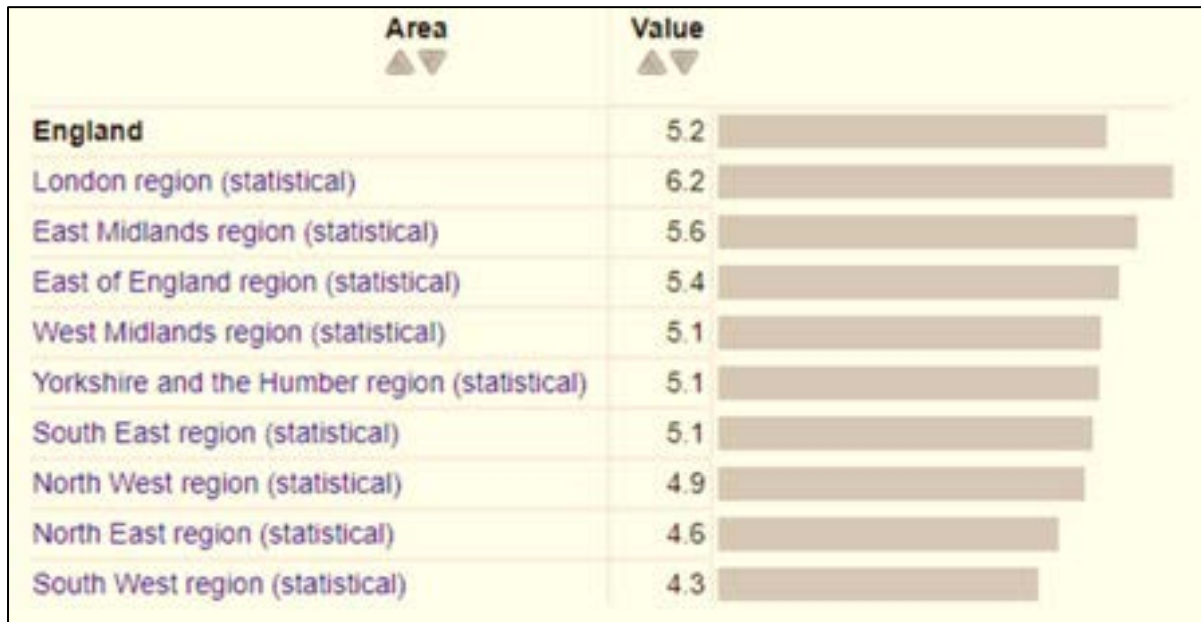 Area Value
England 5.2
London region (statistical) 6.2
East Midlands region (statistical) 5.6
East of England region (statistical) 5.4
West Midlands region (statistical) 5.1
Yorkshire and the Humber region (statistical) 5.1
South East region (statistical) 5.1
North West region (statistical) 4.9
North East region (statistical) 4.6
South West region (statistical) 4.3